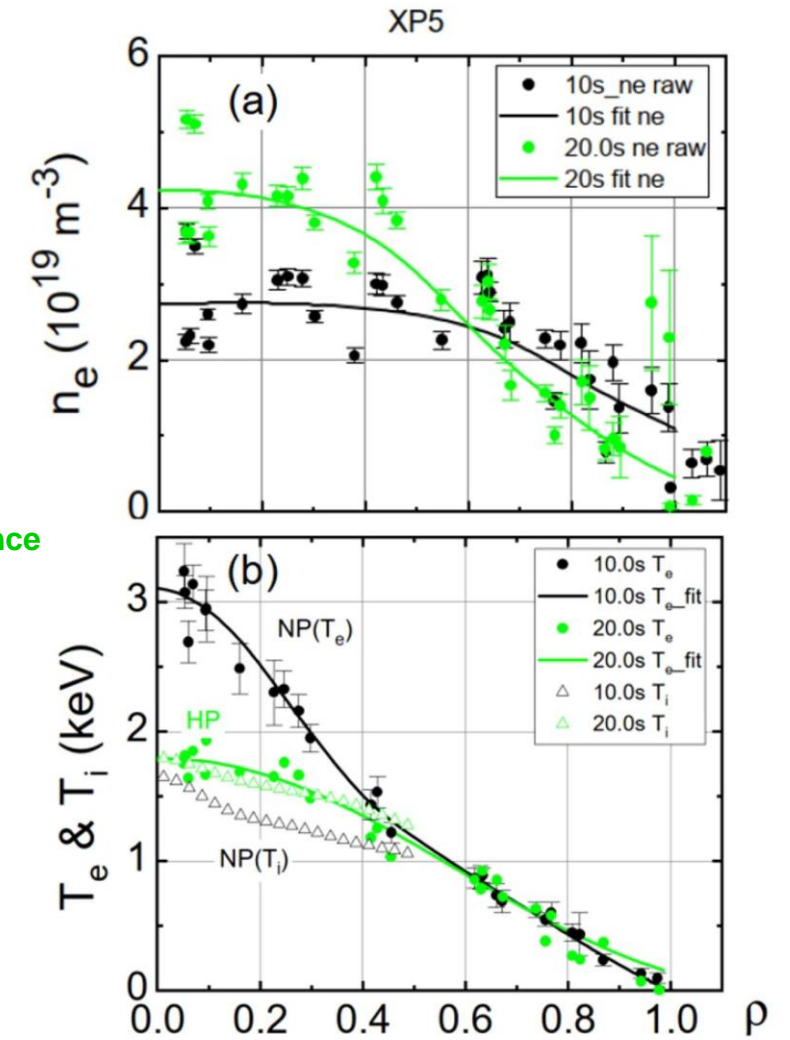 XP5
6
(a)
10s_ne raw
10s fit ne
20.0s ne raw
20s fit ne
4
2
0
nₑ (10¹⁹ m⁻³)
nce
(b)
10.0s Tₑ
10.0s Tₑ_fit
20.0s Tₑ
20.0s Tₑ_fit
10.0s Tᵢ
20.0s Tᵢ
NP(Tₑ)
HP
NP(Tᵢ)
3
2
1
0
Tₑ & Tᵢ (keV)
0.0 0.2 0.4 0.6 0.8 1.0 ρ